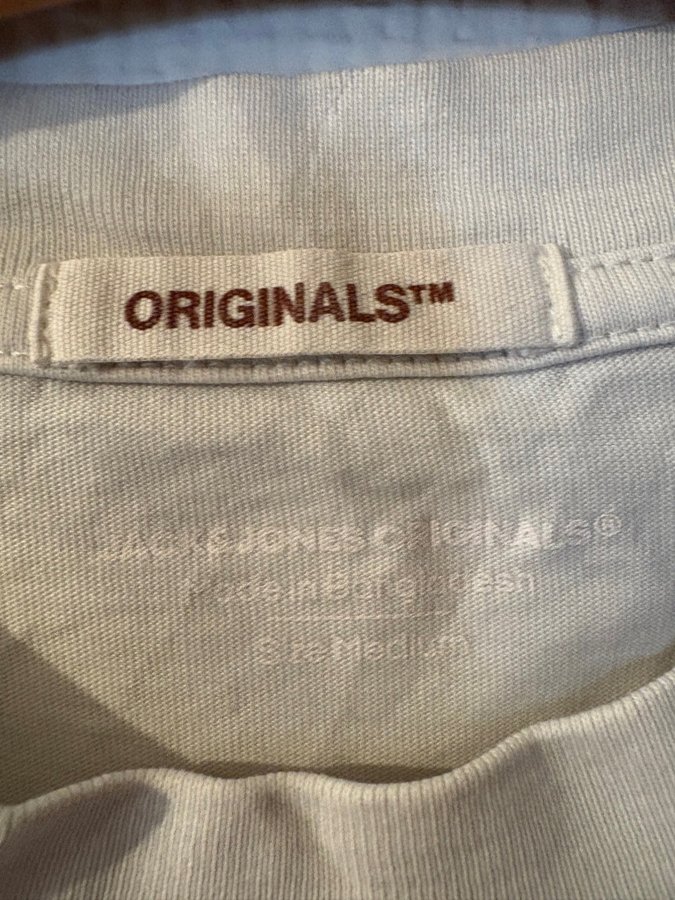 ORIGINALS™
JACK&JONES ORIGINALS®
Made in Bangladesh
Size Medium